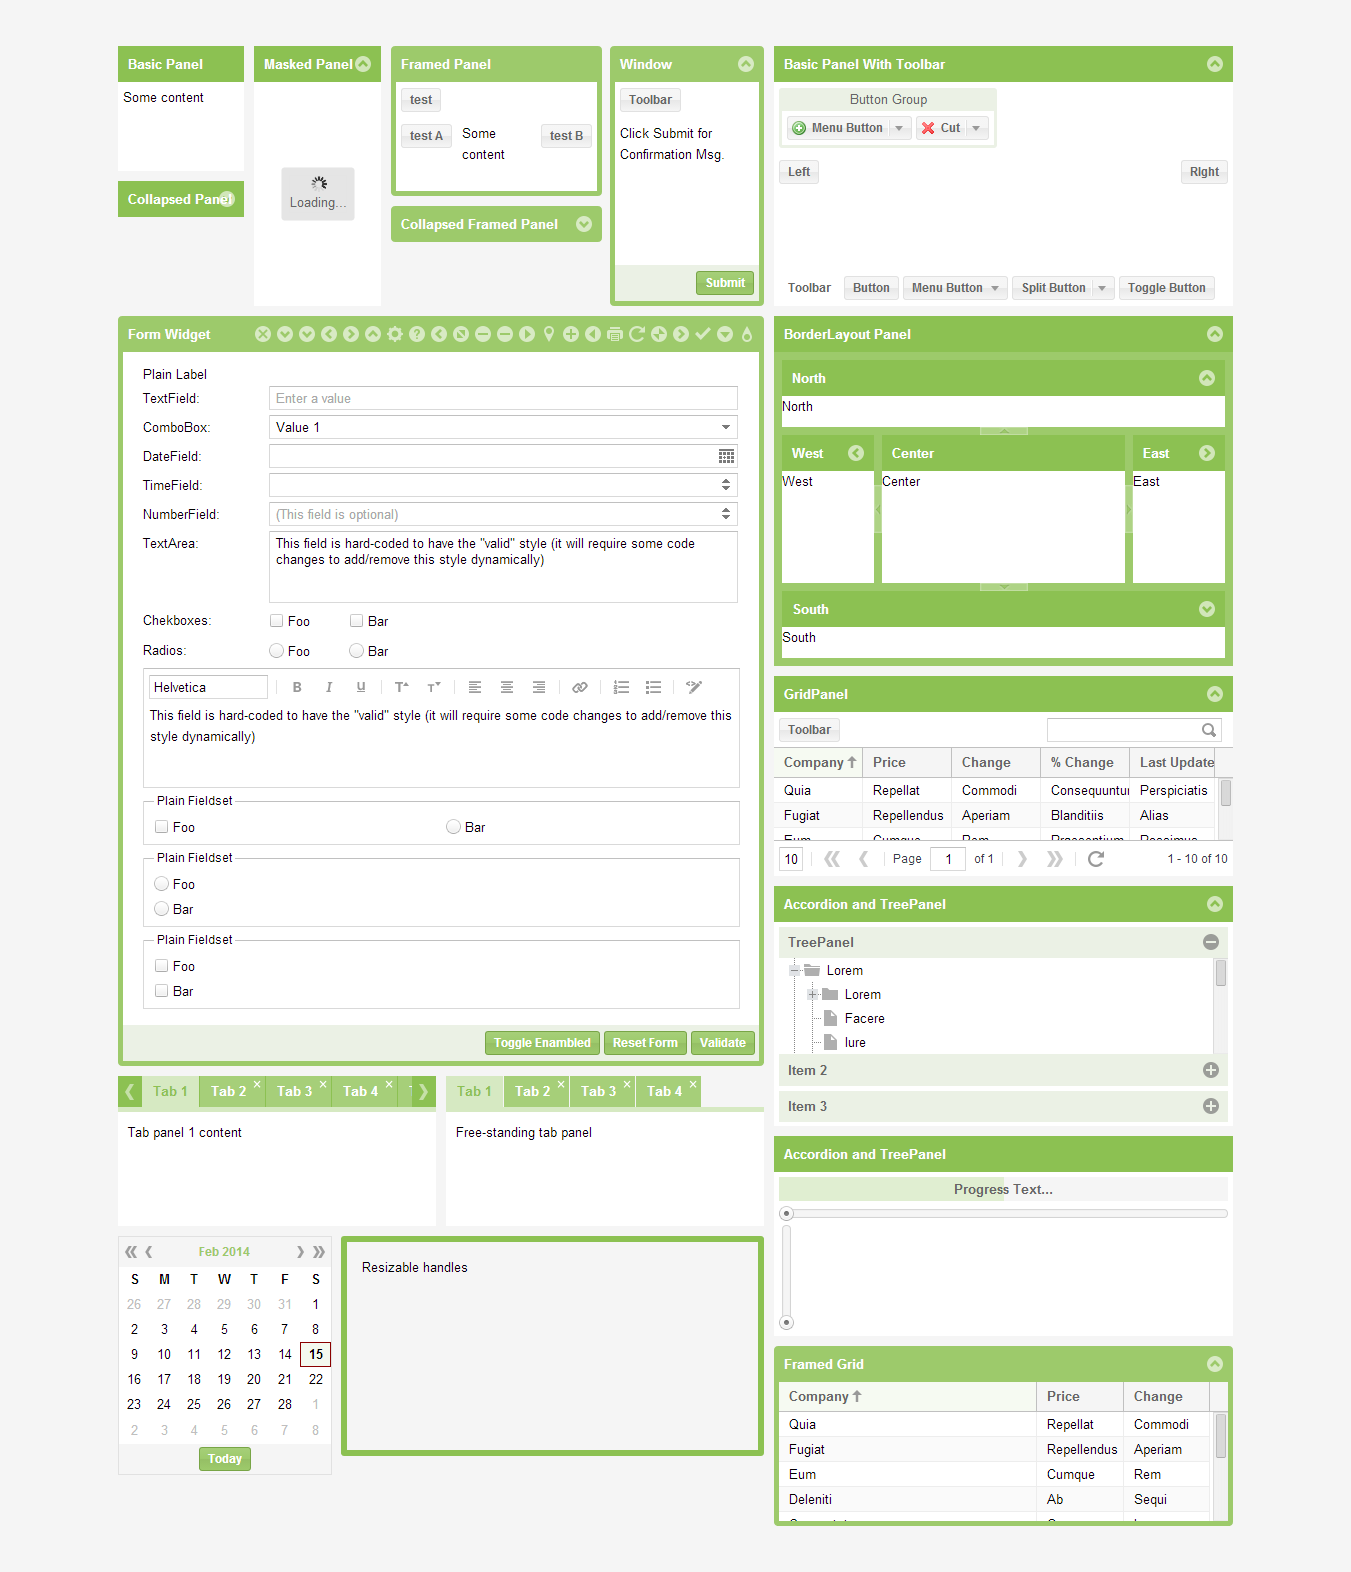 Basic Panel
Some content
Collapsed Panel
Masked Panel
Loading...
Framed Panel
test
test A
Some
content
test B
Collapsed Framed Panel
Window
Toolbar
Click Submit for
Confirmation Msg.
Submit
Basic Panel With Toolbar
Button Group
Menu Button
Cut
Left
Right
Toolbar
Button
Menu Button
Split Button
Toggle Button
Form Widget
Plain Label
TextField:
Enter a value
ComboBox:
Value 1
DateField:
TimeField:
NumberField:
(This field is optional)
TextArea:
This field is hard-coded to have the "valid" style (it will require some code
changes to add/remove this style dynamically)
Chekboxes:
Foo
Bar
Radios:
Foo
Bar
Helvetica
B I U T T
This field is hard-coded to have the "valid" style (it will require some code changes to add/remove this
style dynamically)
Plain Fieldset
Foo
Bar
Plain Fieldset
Foo
Bar
Plain Fieldset
Foo
Bar
Toggle Enambled
Reset Form
Validate
BorderLayout Panel
North
North
West
West
Center
Center
East
East
South
South
GridPanel
Toolbar
Company Price Change % Change Last Update
Quia Repellat Commodi Consequuntur Perspiciatis
Fugiat Repellendus Aperiam Blanditiis Alias
Eum Cumque Rem Praesentium Possimus
10
Page 1 of 1
1 - 10 of 10
Accordion and TreePanel
TreePanel
Lorem
Lorem
Facere
Iure
Item 2
Item 3
Tab 1 Tab 2 Tab 3 Tab 4
Tab panel 1 content
Tab 1 Tab 2 Tab 3 Tab 4
Free-standing tab panel
Accordion and TreePanel
Progress Text...
Feb 2014
S M T W T F S
26 27 28 29 30 31 1
2 3 4 5 6 7 8
9 10 11 12 13 14 15
16 17 18 19 20 21 22
23 24 25 26 27 28 1
2 3 4 5 6 7 8
Today
Resizable handles
Framed Grid
Company Price Change
Quia Repellat Commodi
Fugiat Repellendus Aperiam
Eum Cumque Rem
Deleniti Ab Sequi